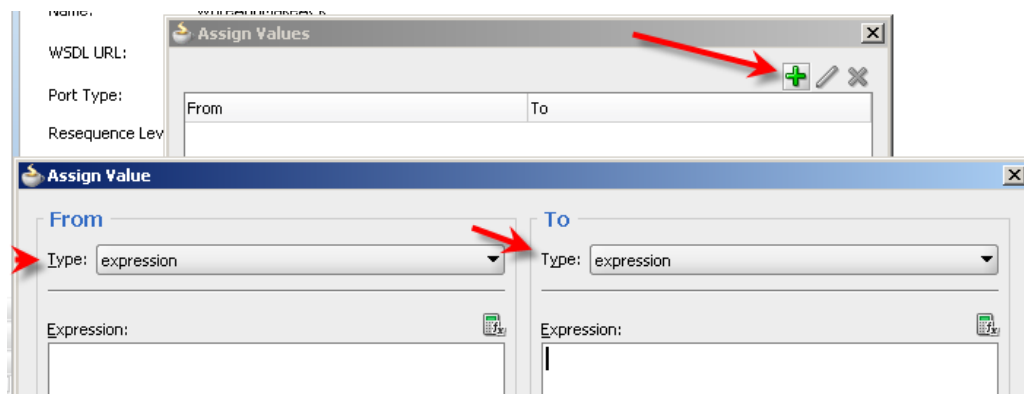 Name:
Assign Values
WSDL URL:
Port Type:
From To
Resequence Lev
Assign Value
From To
Type: expression Type: expression
Expression: Expression: